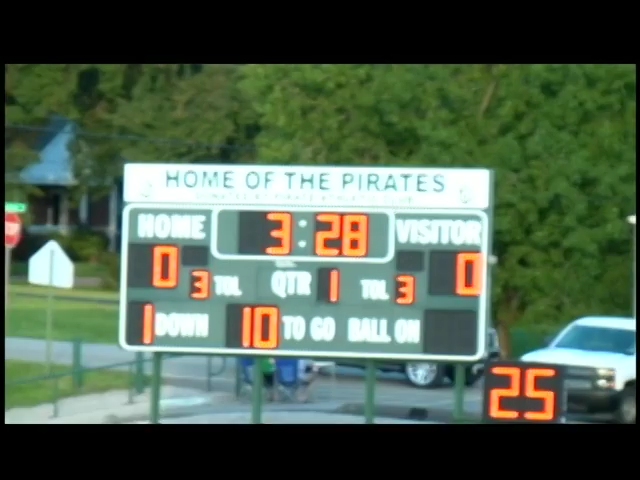 HOME OF THE PIRATES
HOME 3:28 VISITOR
0 3 TOL QTR 1 TOL 3 0
1 DOWN 10 TO GO BALL ON
25